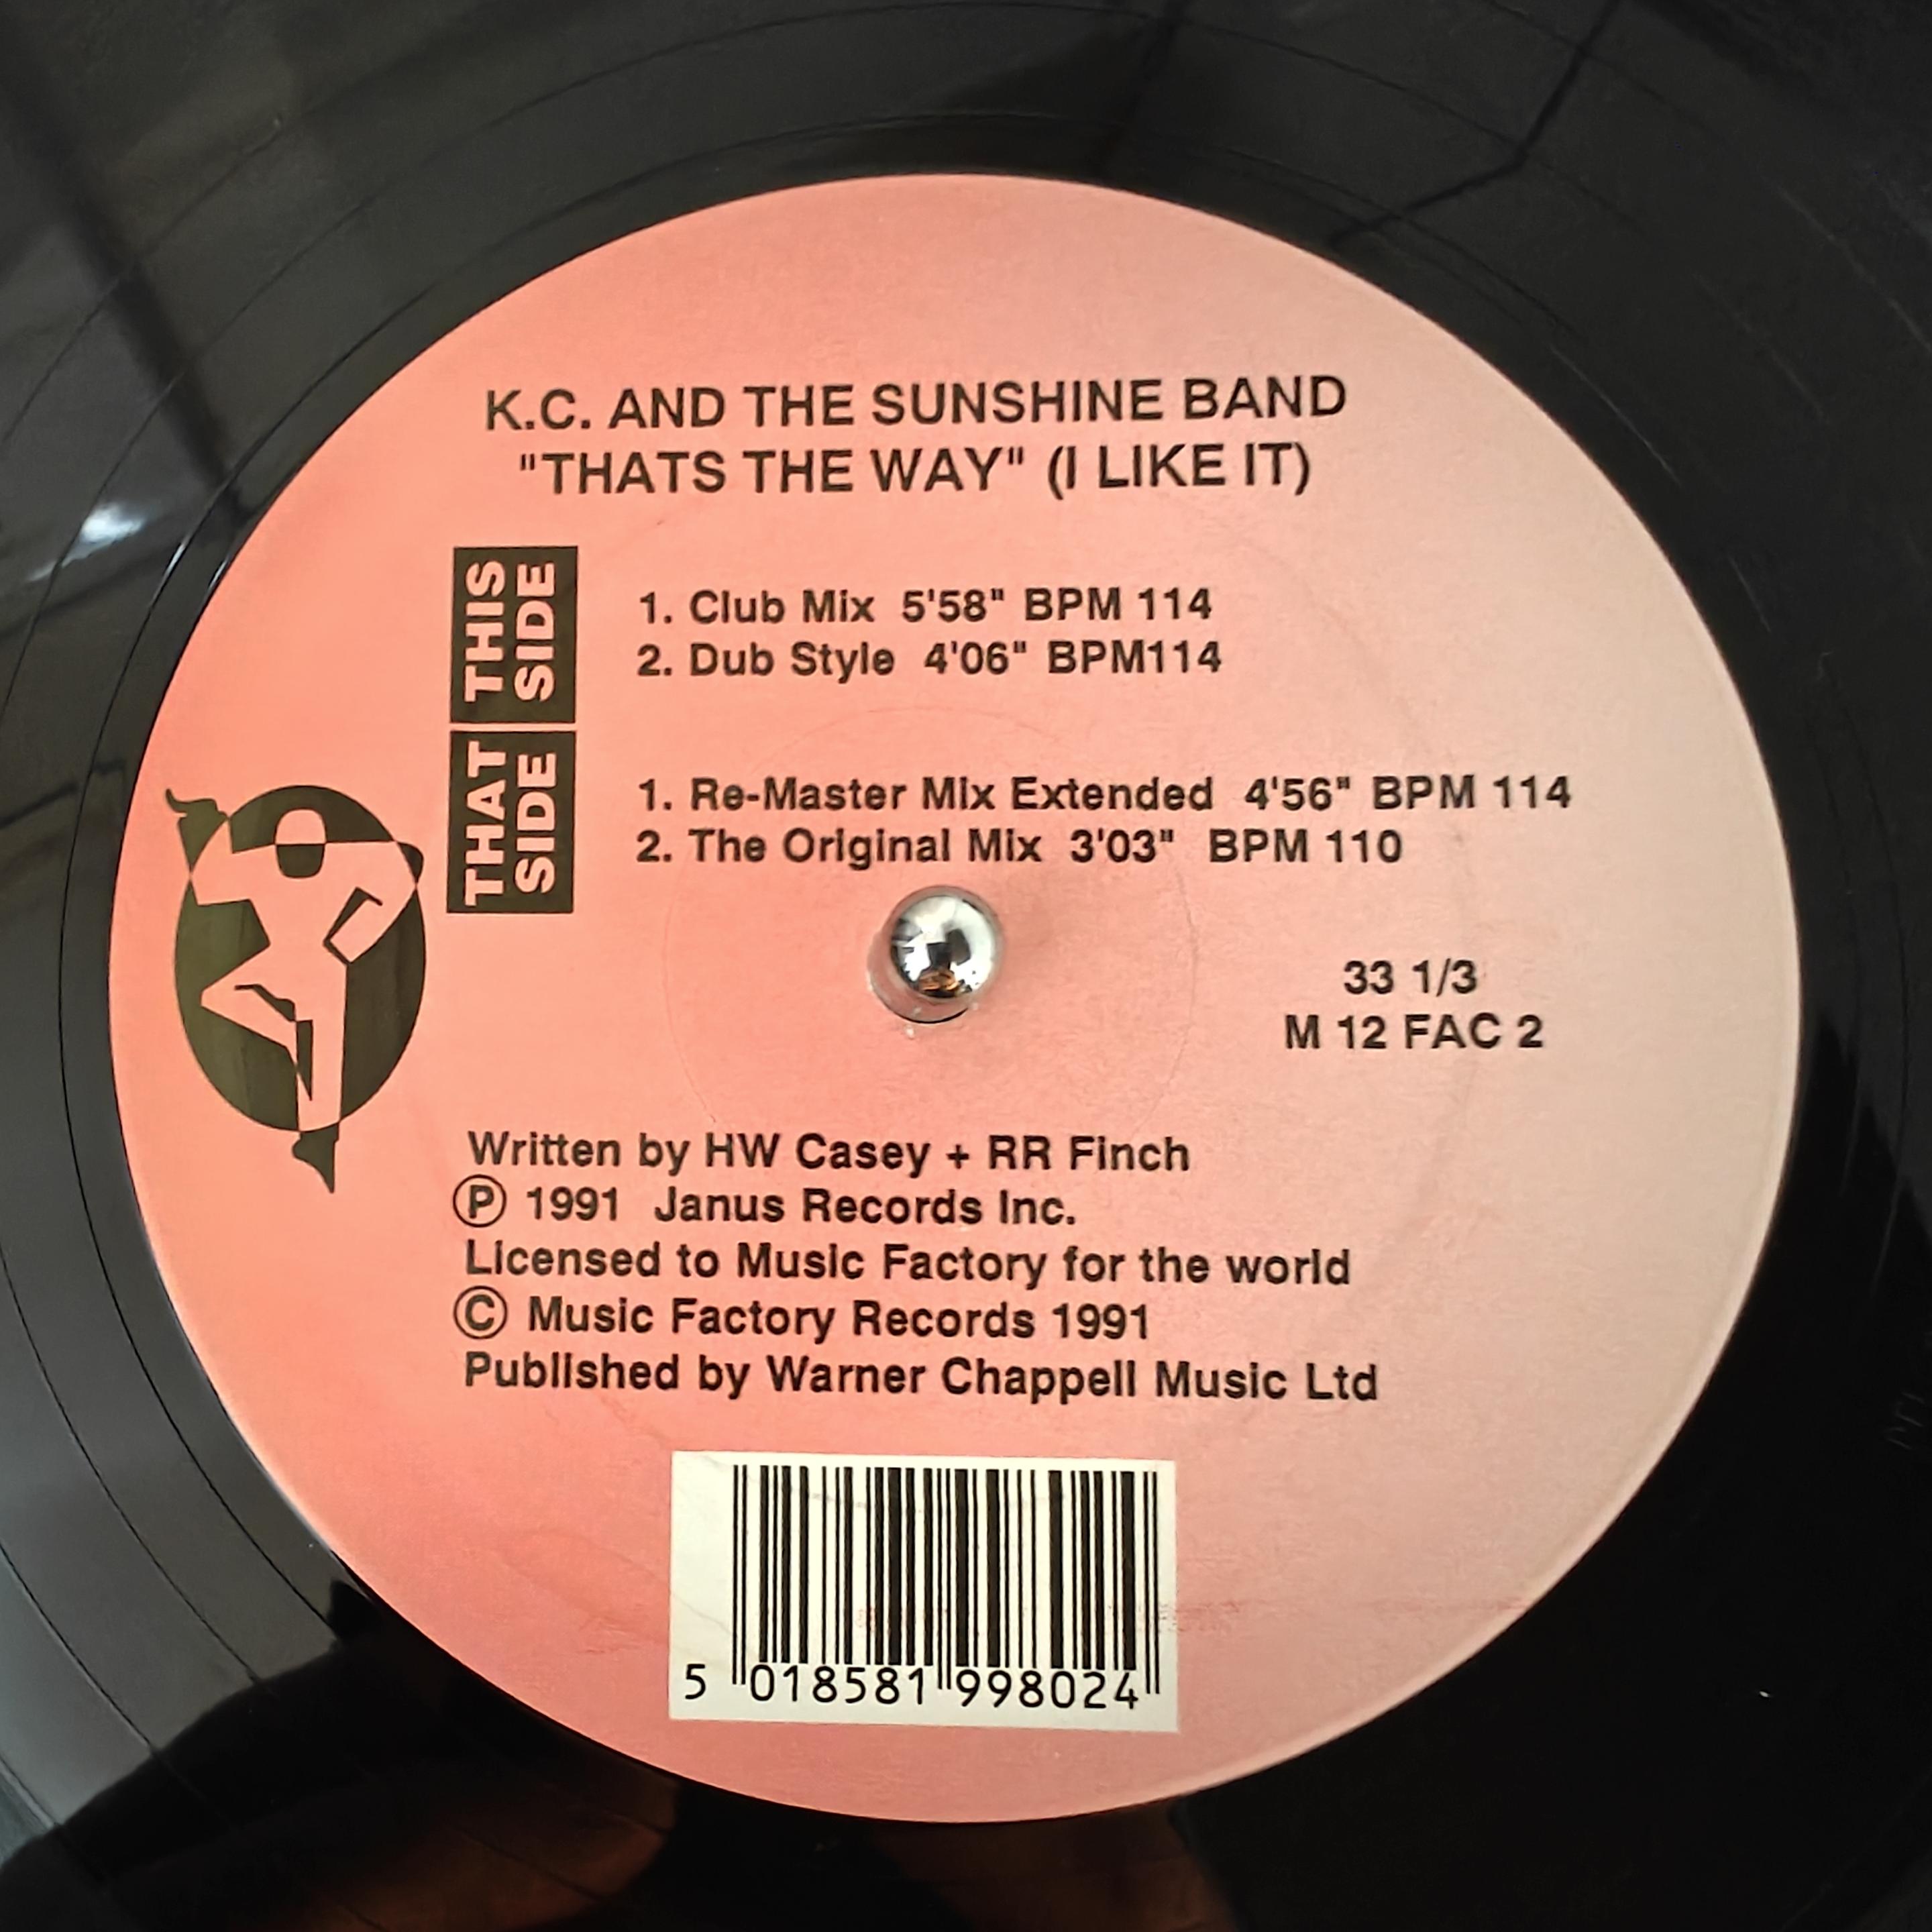 K.C. AND THE SUNSHINE BAND
"THATS THE WAY" (I LIKE IT)
THIS
SIDE
1. Club Mix 5'58" BPM 114
2. Dub Style 4'06" BPM114
THAT
SIDE
1. Re-Master Mix Extended 4'56" BPM 114
2. The Original Mix 3'03" BPM 110
33 1/3
M 12 FAC 2
Written by HW Casey + RR Finch
Ⓟ 1991 Janus Records Inc.
Licensed to Music Factory for the world
© Music Factory Records 1991
Published by Warner Chappell Music Ltd
5 018581 998024